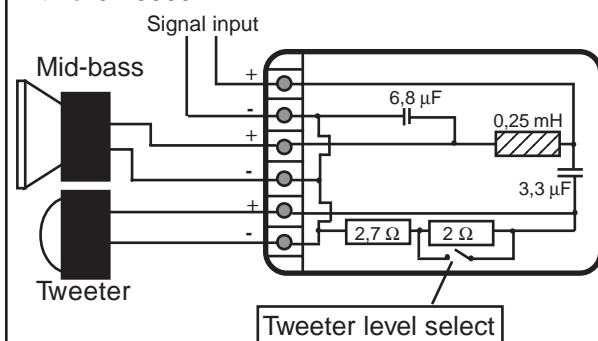 Signal input
Mid-bass
+
-
+
-
+
-
6,8 µF
0,25 mH
3,3 µF
2,7 Ω
2 Ω
Tweeter
Tweeter level select